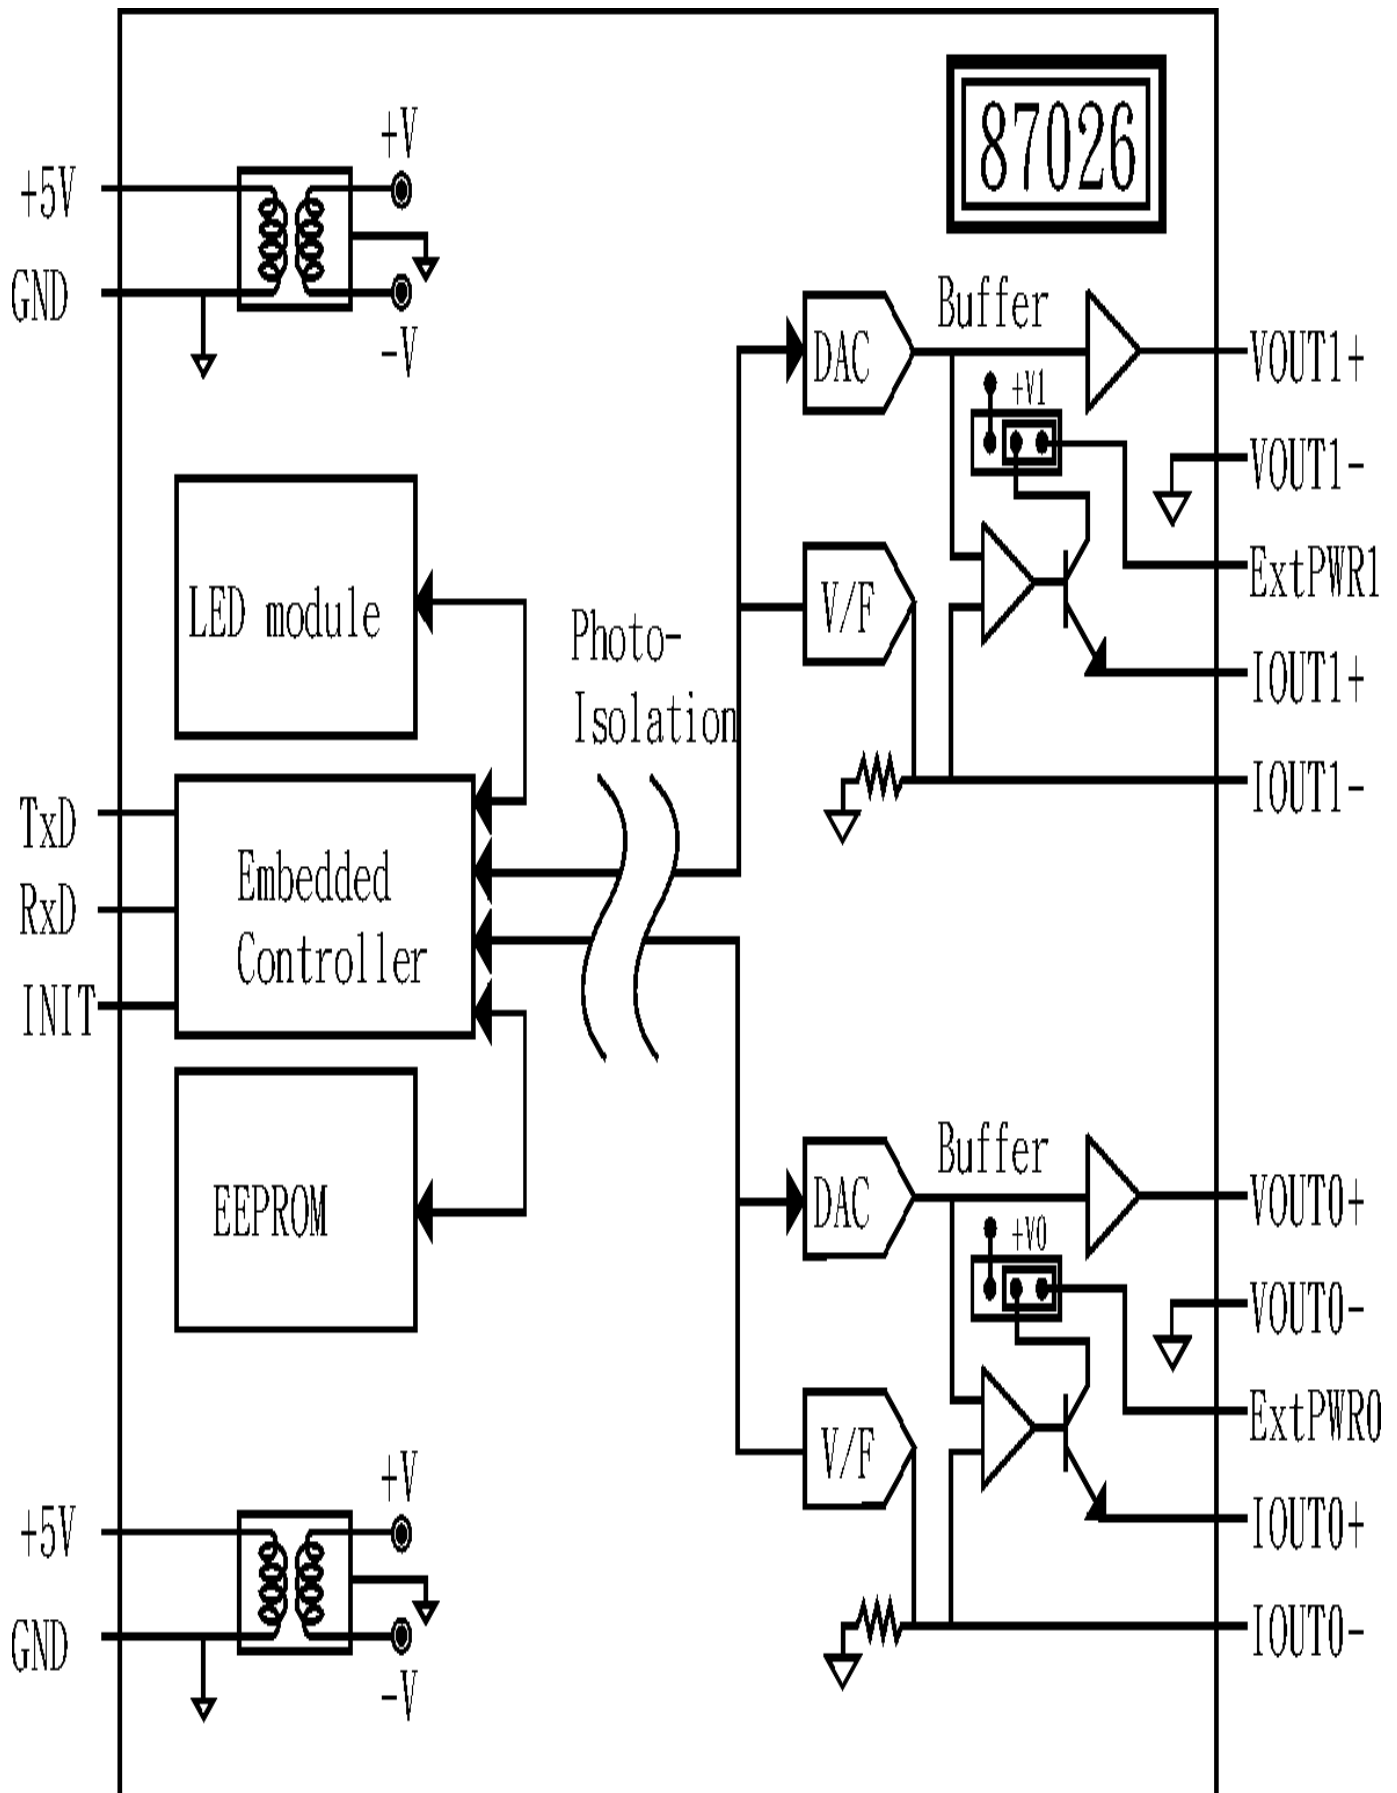 87026
+V
+5V
GND
-V
Buffer
DAC
VOUT1+
+V1
VOUT1-
LED module
V/F
ExtPWR1
Photo-
Isolation
IOUT1+
IOUT1-
TxD
RxD
INIT
Embedded
Controller
EEPROM
Buffer
DAC
VOUT0+
+V0
VOUT0-
V/F
ExtPWR0
IOUT0+
IOUT0-
+V
+5V
GND
-V